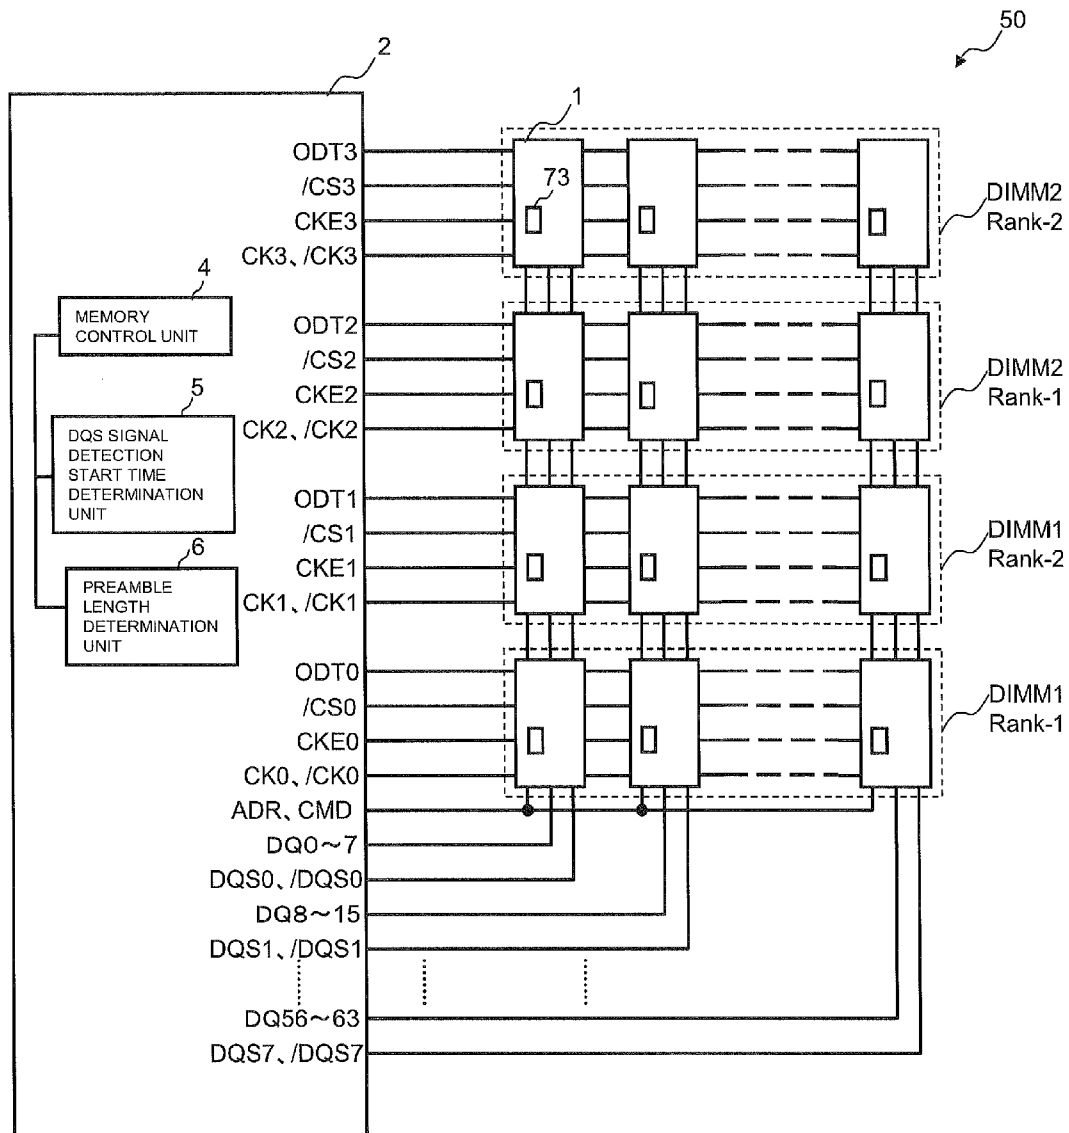 50
2
1
ODT3
/CS3
73
CKE3
CK3、/CK3
DIMM2
Rank-2
4
MEMORY
CONTROL UNIT
ODT2
/CS2
CKE2
CK2、/CK2
DIMM2
Rank-1
5
DQS SIGNAL
DETECTION
START TIME
DETERMINATION
UNIT
ODT1
/CS1
CKE1
CK1、/CK1
DIMM1
Rank-2
6
PREAMBLE
LENGTH
DETERMINATION
UNIT
ODT0
/CS0
CKE0
CK0、/CK0
DIMM1
Rank-1
ADR、CMD
DQ0～7
DQS0、/DQS0
DQ8～15
DQS1、/DQS1
DQ56～63
DQS7、/DQS7